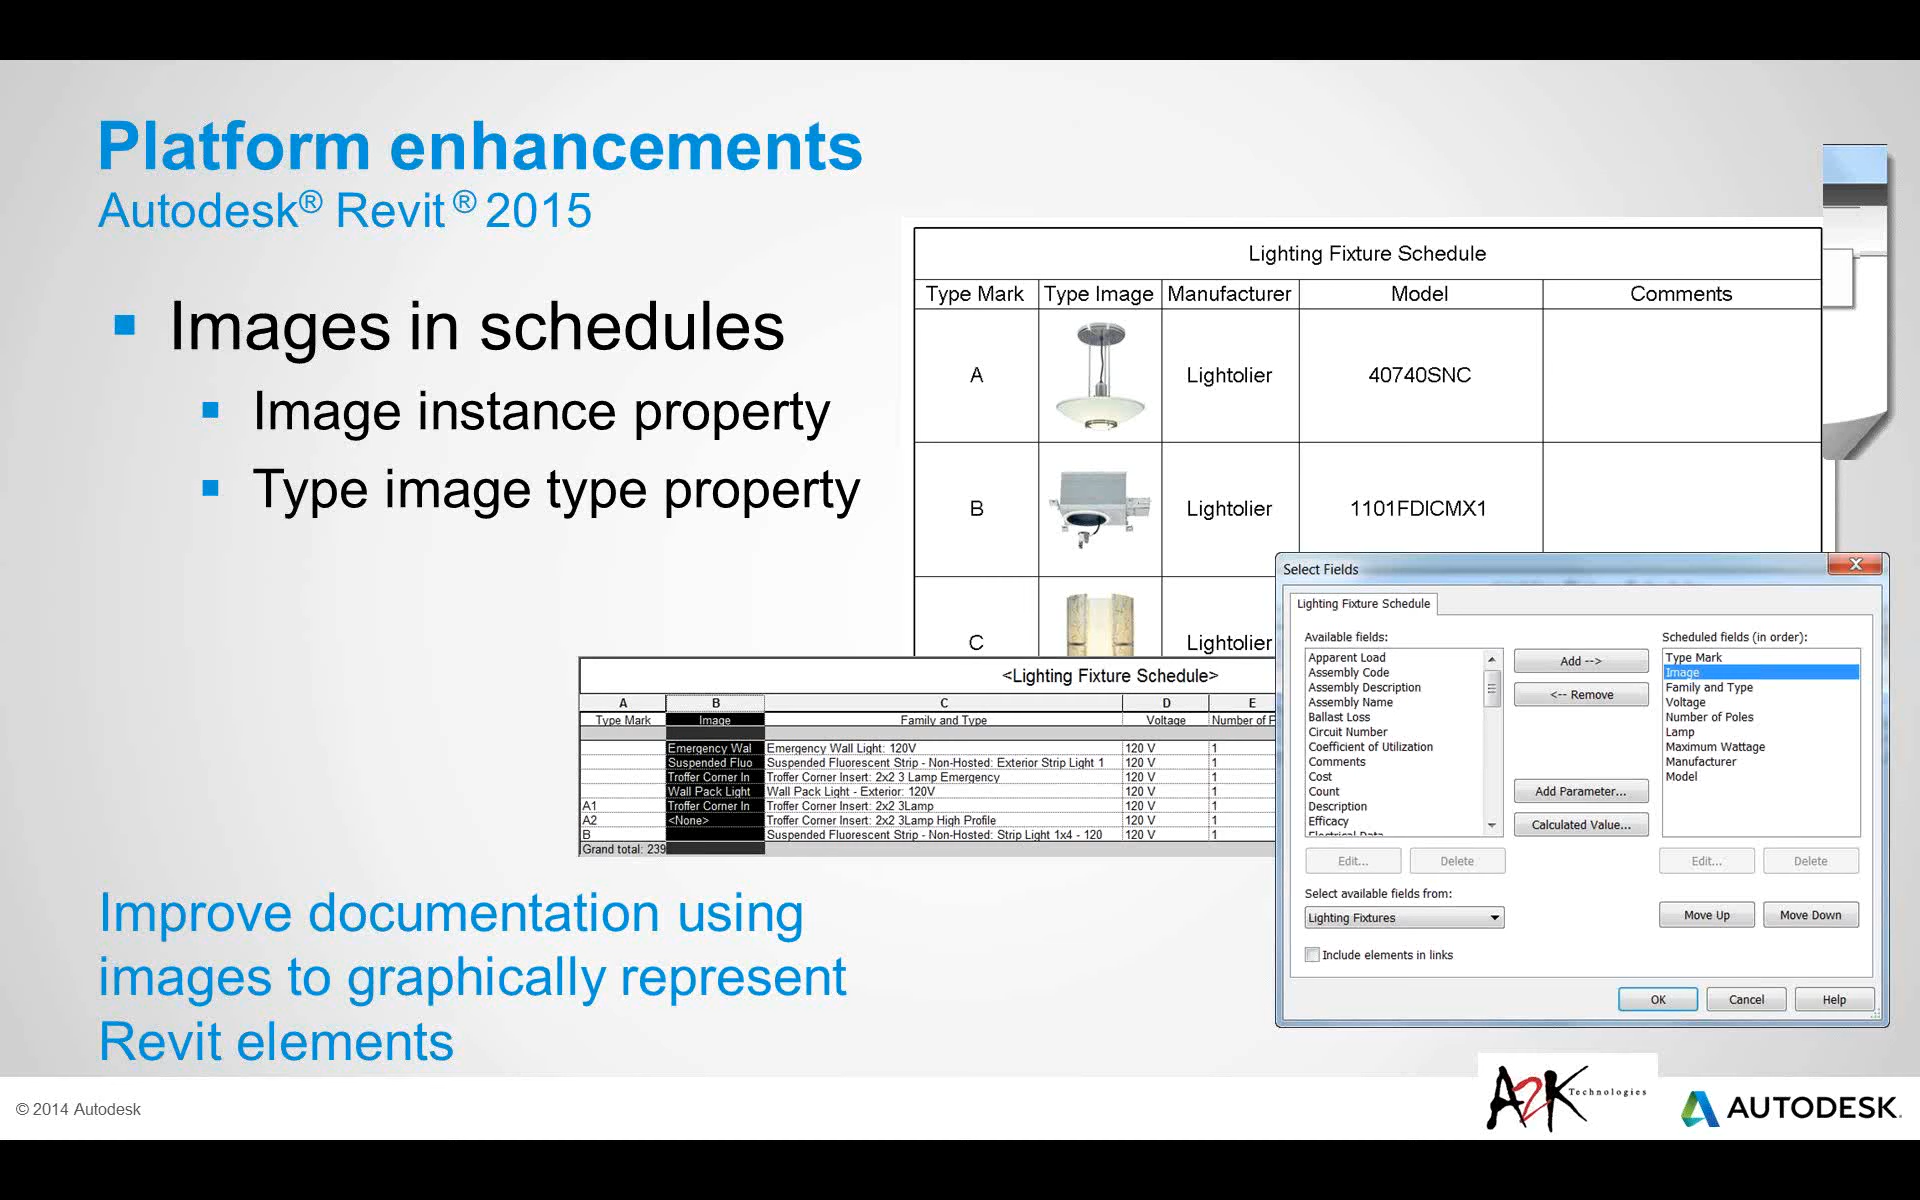 Platform enhancements
Autodesk® Revit® 2015
Images in schedules
Image instance property
Type image type property
Lighting Fixture Schedule
Type Mark Type Image Manufacturer Model Comments
A Lightolier 40740SNC
B Lightolier 1101FDICMX1
C Lightolier
<Lighting Fixture Schedule>
A B C D E
Type Mark Image Family and Type Voltage Number of F
Emergency Wal Emergency Wall Light: 120V 120 V 1
Suspended Fluo Suspended Fluorescent Strip - Non-Hosted: Exterior Strip Light 1 120 V 1
Troffer Corner In Troffer Corner Insert: 2x2 3 Lamp Emergency 120 V 1
Wall Pack Light Wall Pack Light - Exterior: 120V 120 V 1
A1 Troffer Corner In Troffer Corner Insert: 2x2 3Lamp 120 V 1
A2 <None> Troffer Corner Insert: 2x2 3Lamp High Profile 120 V 1
B Suspended Fluorescent Strip - Non-Hosted: Strip Light 1x4 - 120 120 V 1
Grand total: 239
Select Fields
Lighting Fixture Schedule
Available fields:
Apparent Load
Assembly Code
Assembly Description
Assembly Name
Ballast Loss
Circuit Number
Coefficient of Utilization
Comments
Cost
Count
Description
Efficacy
Electrical Data
Add -->
<-- Remove
Add Parameter...
Calculated Value...
Scheduled fields (in order):
Type Mark
Image
Family and Type
Voltage
Number of Poles
Lamp
Maximum Wattage
Manufacturer
Model
Edit... Delete Edit... Delete
Select available fields from:
Lighting Fixtures
Move Up Move Down
Include elements in links
OK Cancel Help
Improve documentation using
images to graphically represent
Revit elements
© 2014 Autodesk
A2K Technologies
AUTODESK.